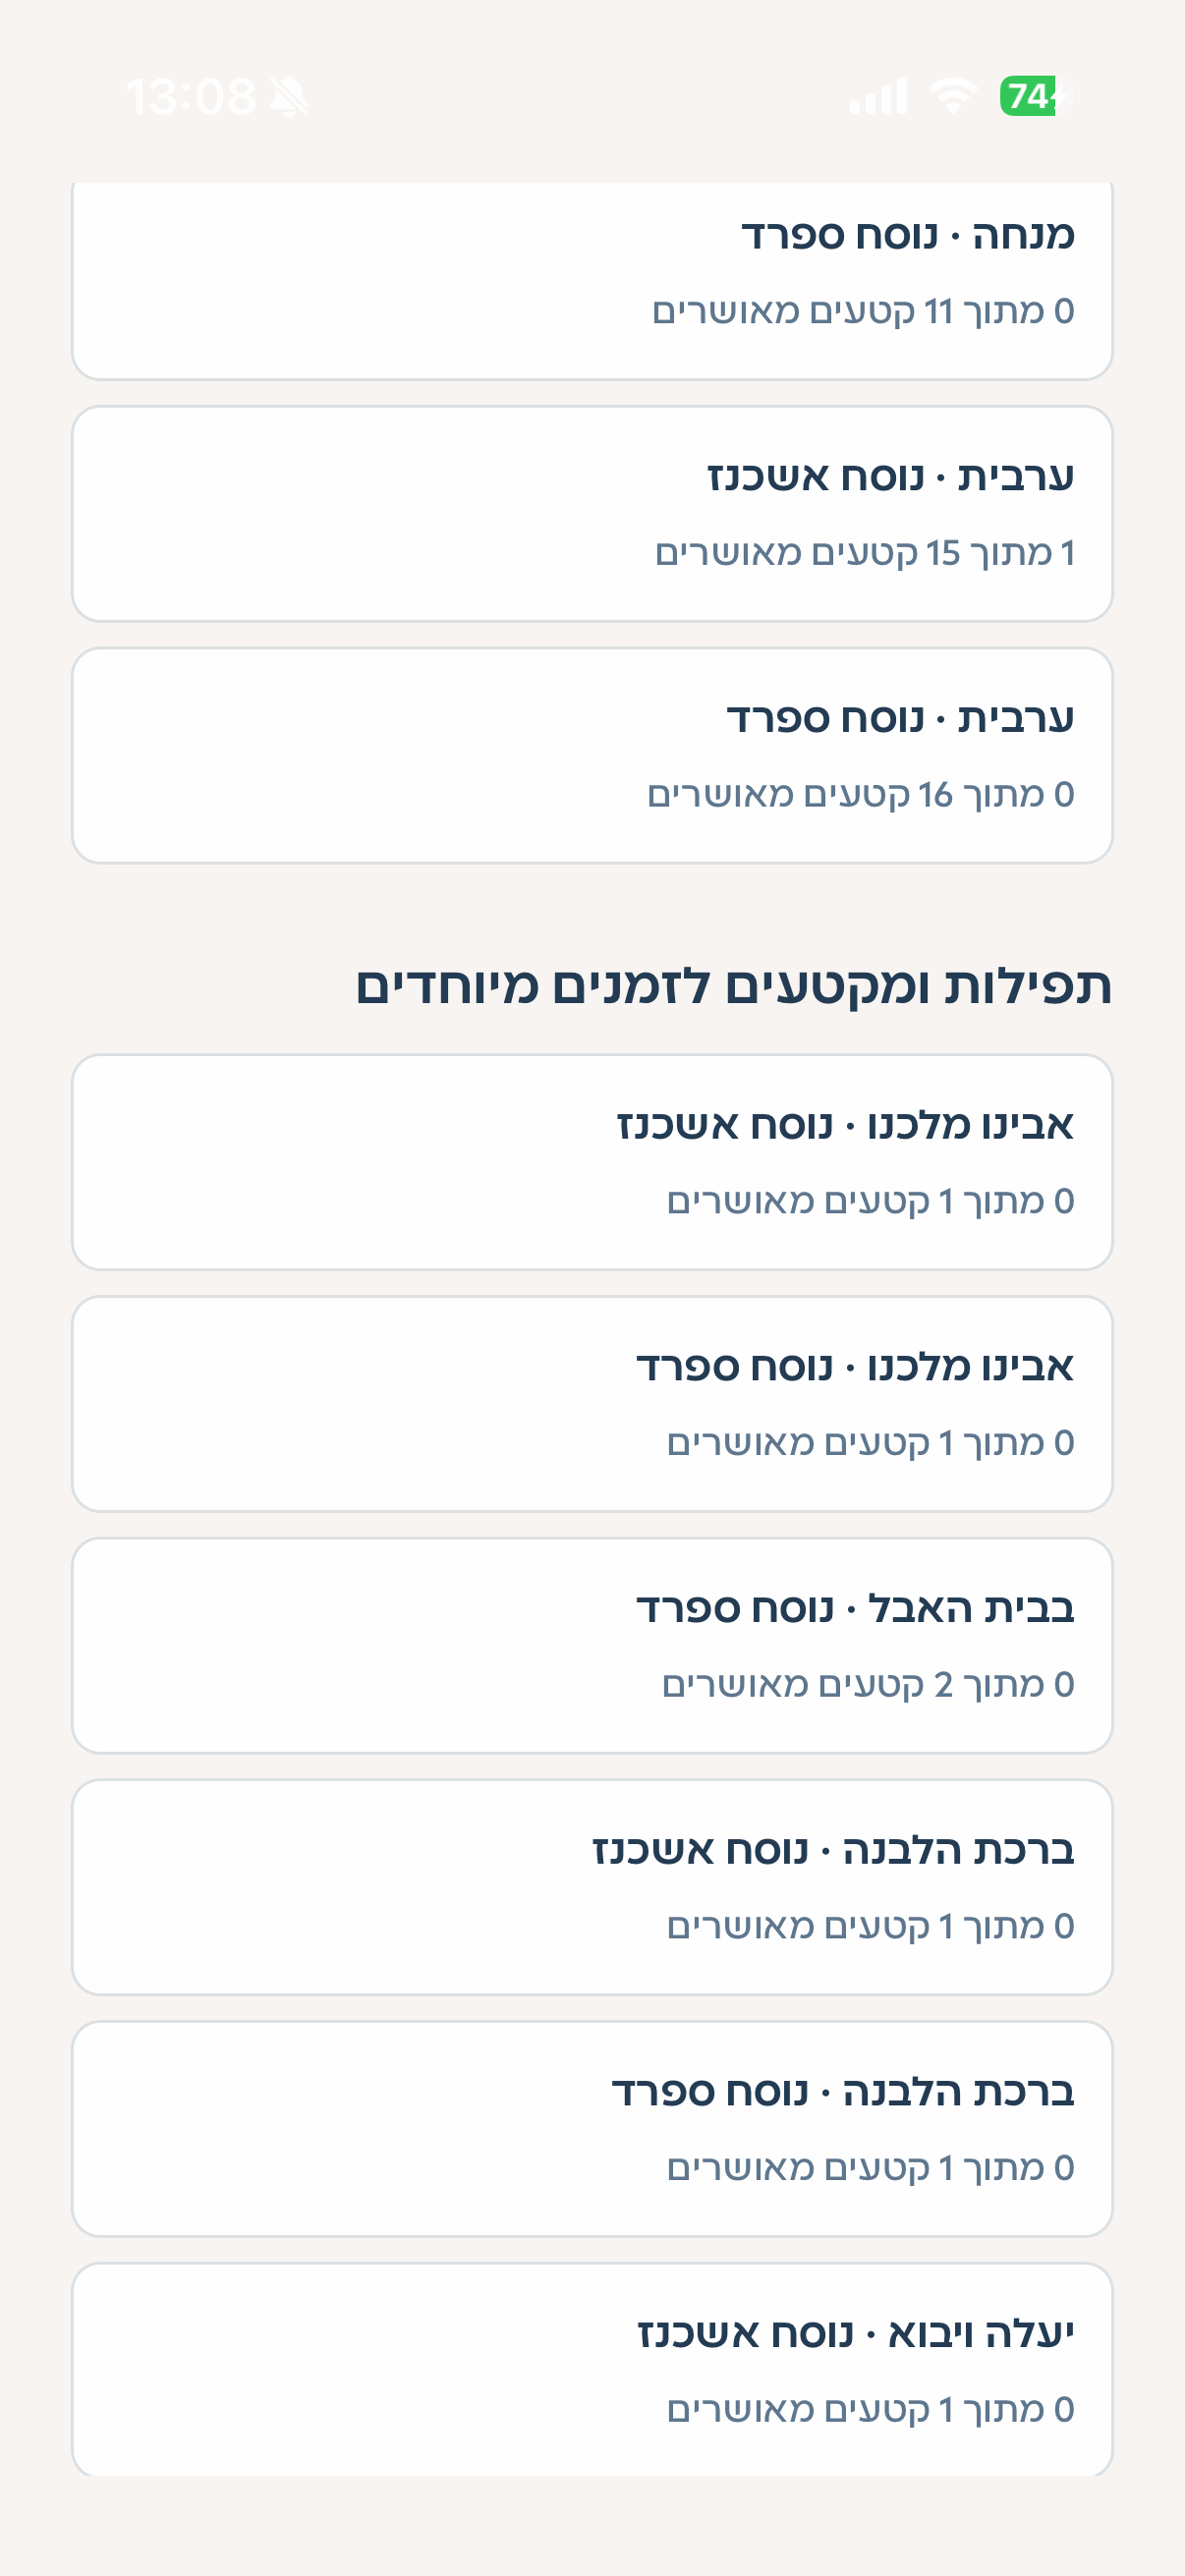 13:08
74
מנחה · נוסח ספרד
0 מתוך 11 קטעים מאושרים
ערבית · נוסח אשכנז
1 מתוך 15 קטעים מאושרים
ערבית · נוסח ספרד
0 מתוך 16 קטעים מאושרים
תפילות ומקטעים לזמנים מיוחדים
אבינו מלכנו · נוסח אשכנז
0 מתוך 1 קטעים מאושרים
אבינו מלכנו · נוסח ספרד
0 מתוך 1 קטעים מאושרים
בבית האבל · נוסח ספרד
0 מתוך 2 קטעים מאושרים
ברכת הלבנה · נוסח אשכנז
0 מתוך 1 קטעים מאושרים
ברכת הלבנה · נוסח ספרד
0 מתוך 1 קטעים מאושרים
יעלה ויבוא · נוסח אשכנז
0 מתוך 1 קטעים מאושרים